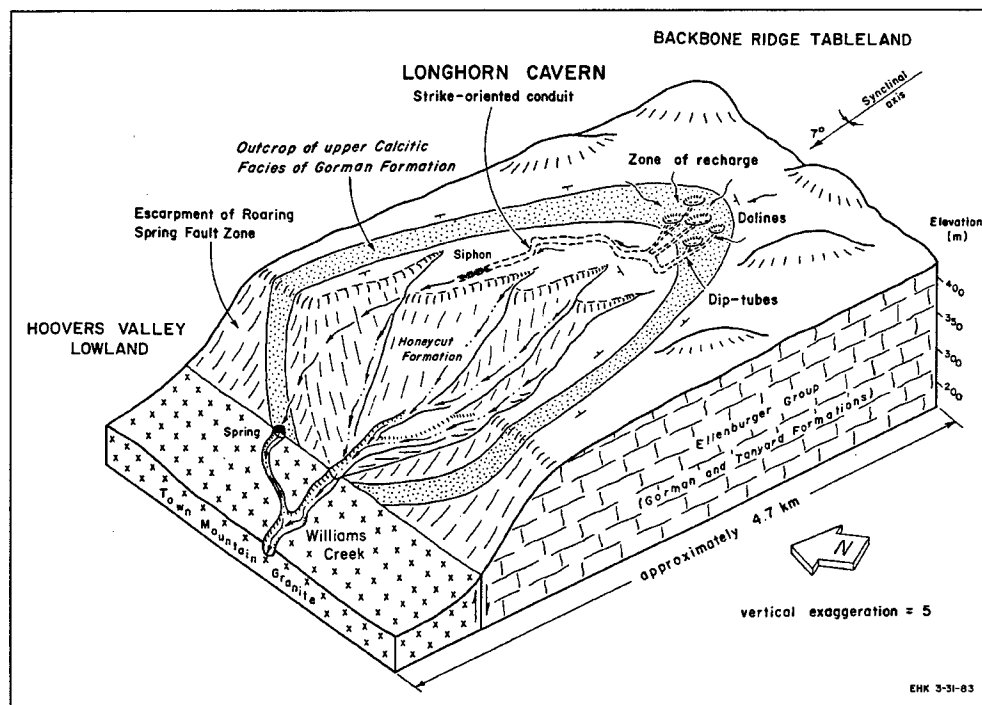 BACKBONE RIDGE TABLELAND
LONGHORN CAVERN
Strike-oriented conduit
Synclinal
axis
7°
Outcrop of upper Calcitic
Facies of Gorman Formation
Zone of recharge
Dolines
Escarpment of Roaring
Spring Fault Zone
Elevation
(m)
Siphon
400
Dip-tubes
350
HOOVERS VALLEY
LOWLAND
Honeycut
Formation
300
200
Ellenburger Group
(Gorman and Tanyard Formations)
Spring
Town Mountain Granite
Williams
Creek
approximately 4.7 km
N
vertical exaggeration = 5
EHK 3-31-83